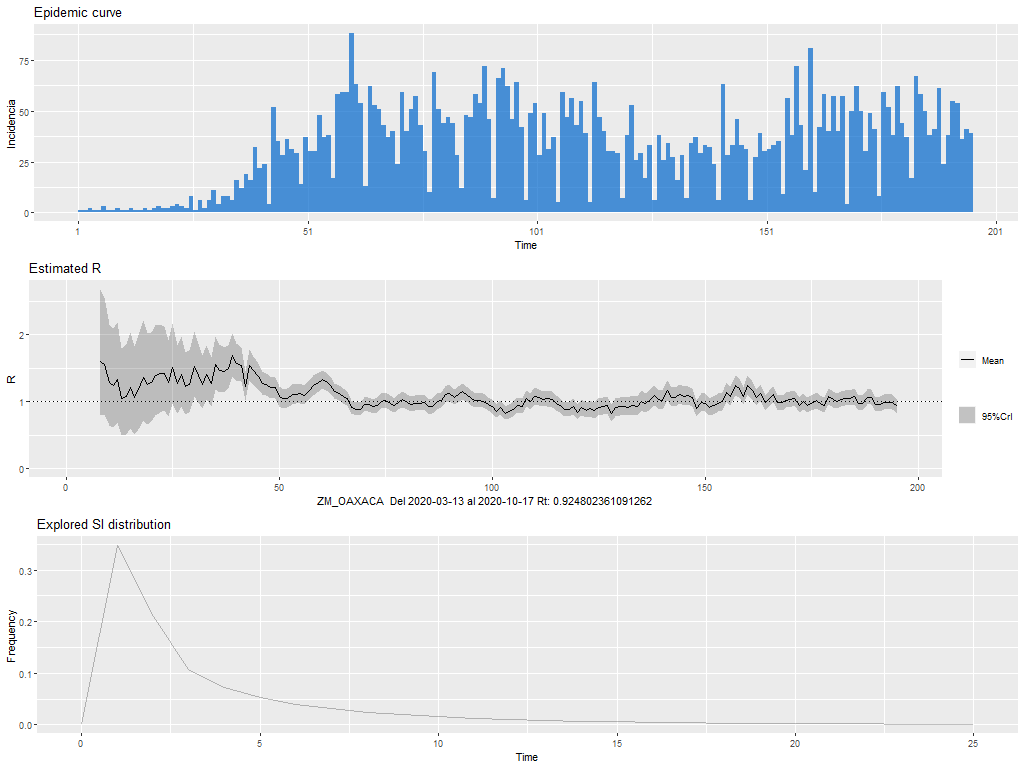 Epidemic curve
Incidencia
75
50
25
0
1
51
101
151
201
Time
Estimated R
R
2
1
0
0
50
100
150
200
ZM_OAXACA Del 2020-03-13 al 2020-10-17 Rt: 0.924802361091262
Mean
95%CrI
Explored SI distribution
Frequency
0.3
0.2
0.1
0.0
0
5
10
15
20
25
Time